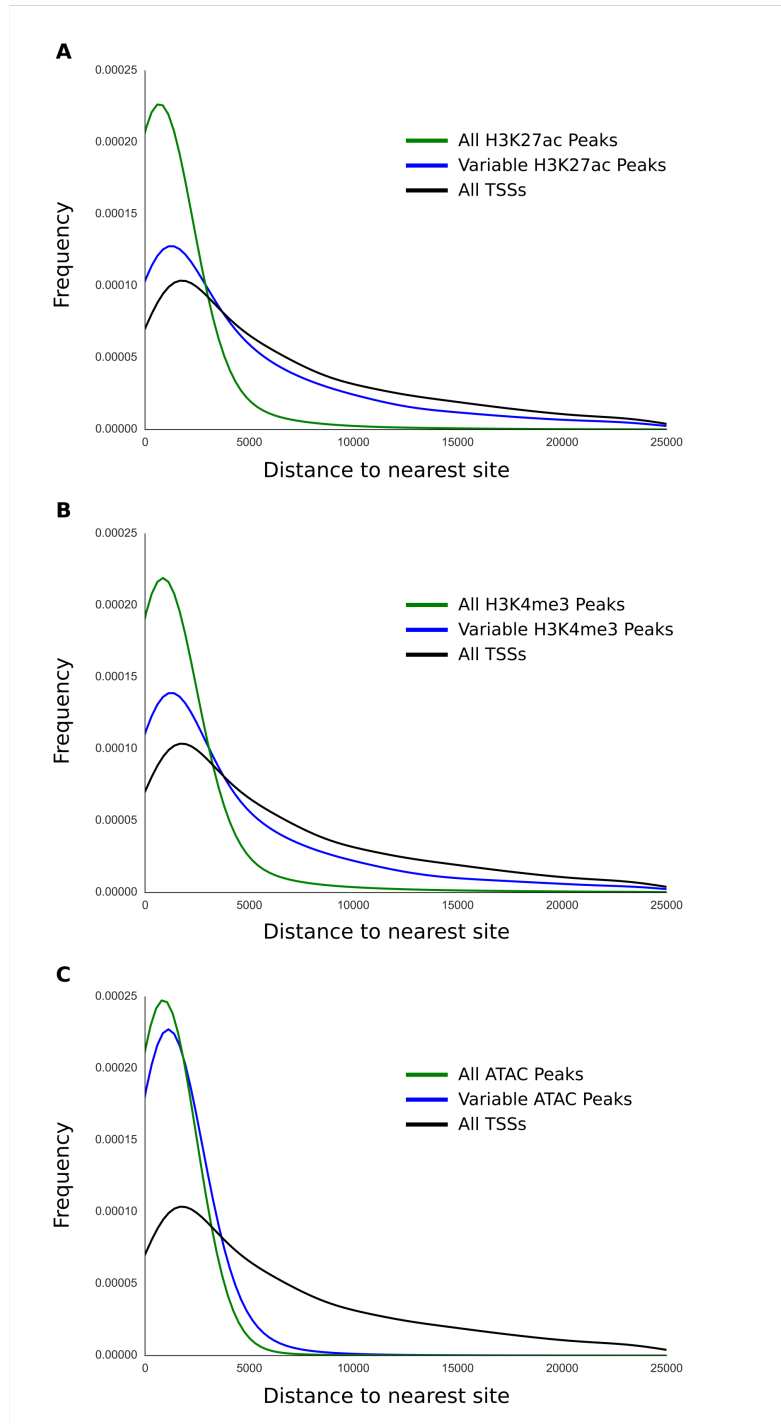 A
0.00025
0.00020
0.00015
0.00010
0.00005
0.00000
Frequency
All H3K27ac Peaks
Variable H3K27ac Peaks
All TSSs
0 5000 10000 15000 20000 25000
Distance to nearest site
B
0.00025
0.00020
0.00015
0.00010
0.00005
0.00000
Frequency
All H3K4me3 Peaks
Variable H3K4me3 Peaks
All TSSs
0 5000 10000 15000 20000 25000
Distance to nearest site
C
0.00025
0.00020
0.00015
0.00010
0.00005
0.00000
Frequency
All ATAC Peaks
Variable ATAC Peaks
All TSSs
0 5000 10000 15000 20000 25000
Distance to nearest site